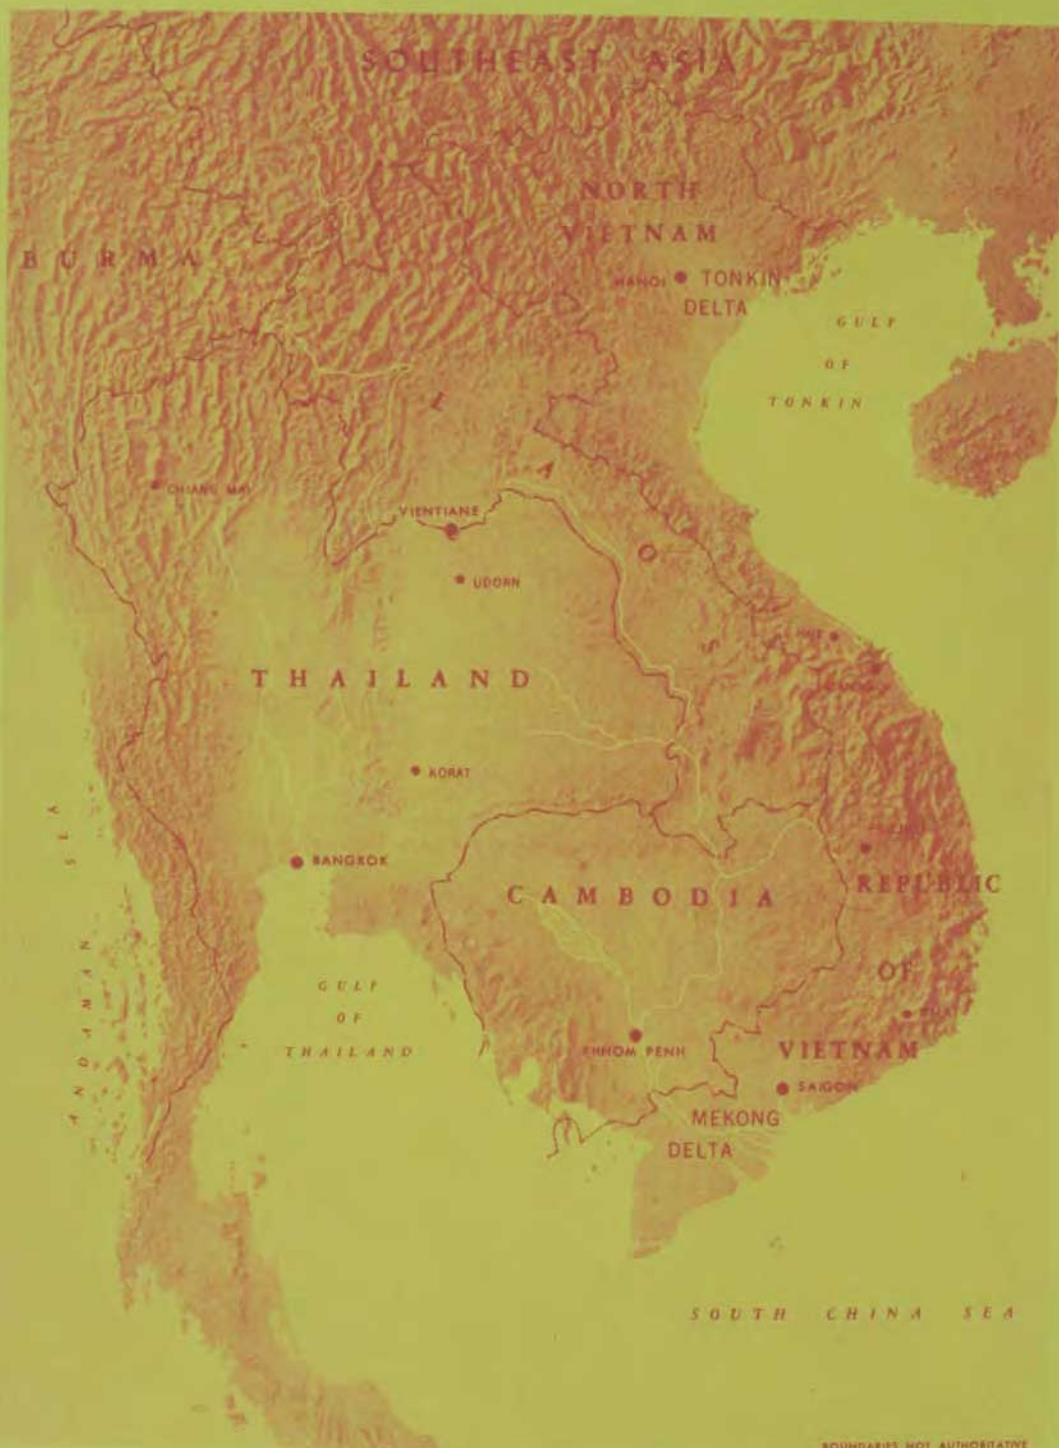 SOUTHEAST ASIA
NORTH
VIETNAM
BURMA
HANOI
TONKIN
DELTA
GULF
OF
TONKIN
LAOS
CHIANG MAI
VIENTIANE
UDORN
HUE
THAILAND
KORAT
BANGKOK
CAMBODIA
REPUBLIC
OF
VIETNAM
ANDAMAN
SEA
GULF
OF
THAILAND
PHNOM PENH
SAIGON
MEKONG
DELTA
SOUTH CHINA SEA
BOUNDARIES NOT AUTHORITATIVE